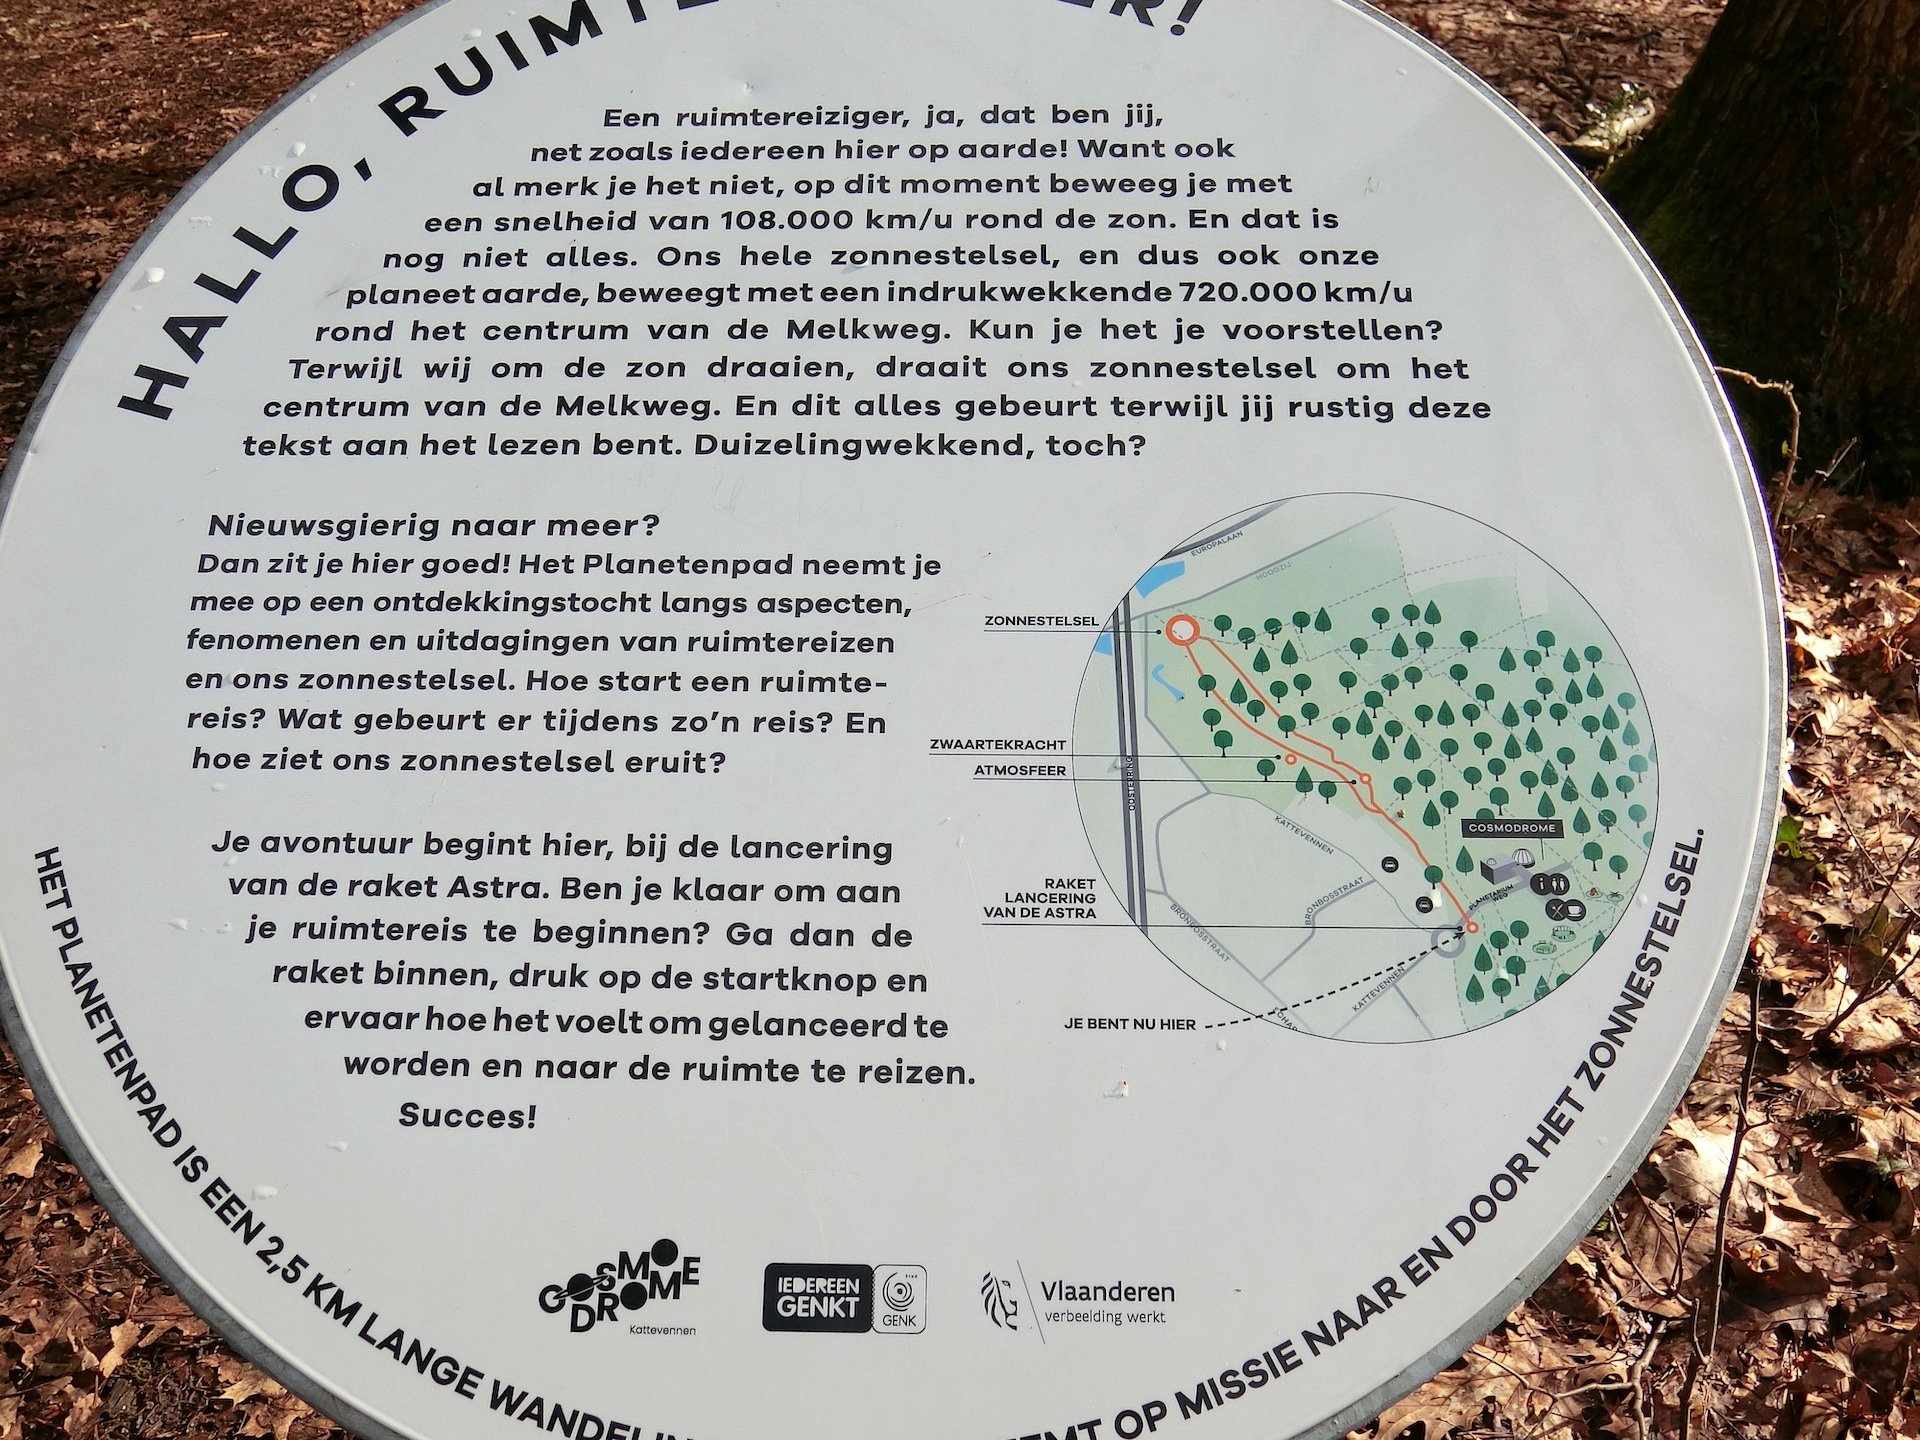 HALLO,
Een ruimtereiziger, ja, dat ben jij,
net zoals iedereen hier op aarde! Want ook
al merk je het niet, op dit moment beweeg je met
een snelheid van 108.000 km/u rond de zon. En dat is
nog niet alles. Ons hele zonnestelsel, en dus ook onze
planeet aarde, beweegt met een indrukwekkende 720.000 km/u
rond het centrum van de Melkweg. Kun je het je voorstellen?
Terwijl wij om de zon draaien, draait ons zonnestelsel om het
centrum van de Melkweg. En dit alles gebeurt terwijl jij rustig deze
tekst aan het lezen bent. Duizelingwekkend, toch?
Nieuwsgierig naar meer?
Dan zit je hier goed! Het Planetenpad neemt je
mee op een ontdekkingstocht langs aspecten,
fenomenen en uitdagingen van ruimtereizen
en ons zonnestelsel. Hoe start een ruimte-
reis? Wat gebeurt er tijdens zo'n reis? En
hoe ziet ons zonnestelsel eruit?
Je avontuur begint hier, bij de lancering
van de raket Astra. Ben je klaar om aan
je ruimtereis te beginnen? Ga dan de
raket binnen, druk op de startknop en
ervaar hoe het voelt om gelanceerd te
worden en naar de ruimte te reizen.
Succes!
EUROPALAAN
HOOGZIJ
ZONNESTELSEL
ZWAARTEKRACHT
ATMOSFEER
OOSTERRING
KATTEVENNEN
COSMODROME
PLANETARIUM
WEG
RAKET
LANCERING
VAN DE ASTRA
BRONBOSSTRAAT
BRONBOSSTRAAT
KATTEVENNEN
JE BENT NU HIER
HET PLANETENPAD IS EEN 2,5 KM LANGE
OP MISSIE NAAR EN DOOR HET ZONNESTELSEL.
COSMODROME
Kattevennen
IEDEREEN
GENKT
stad
GENK
Vlaanderen
verbeelding werkt